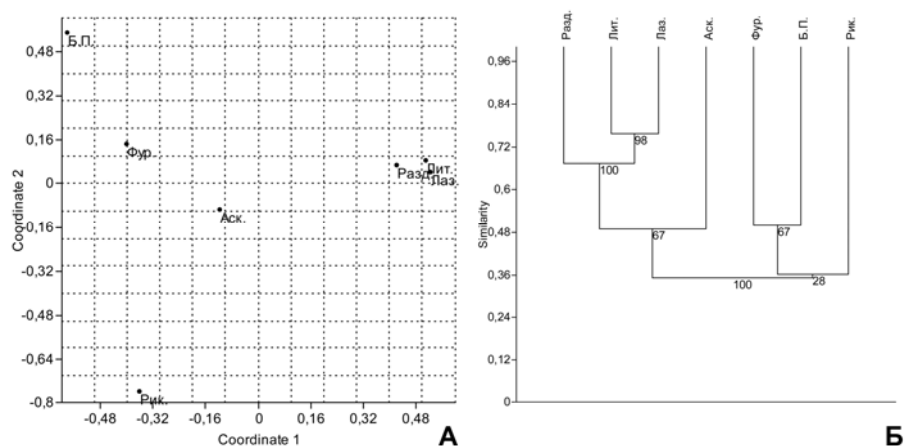 0,48
0,32
0,16
0
-0,16
-0,32
-0,48
-0,64
-0,8
Coordinate 2
Б.П.
Фур.
Аск.
Разд.
Лит.
Лаз.
Рик.
-0,48 -0,32 -0,16 0 0,16 0,32 0,48
Coordinate 1
А
Разд. Лит. Лаз. Аск. Фур. Б.П. Рик.
0,96
0,84
0,72
0,6
0,48
0,36
0,24
0,12
0
Similarity
98
100
67
67
100
28
Б